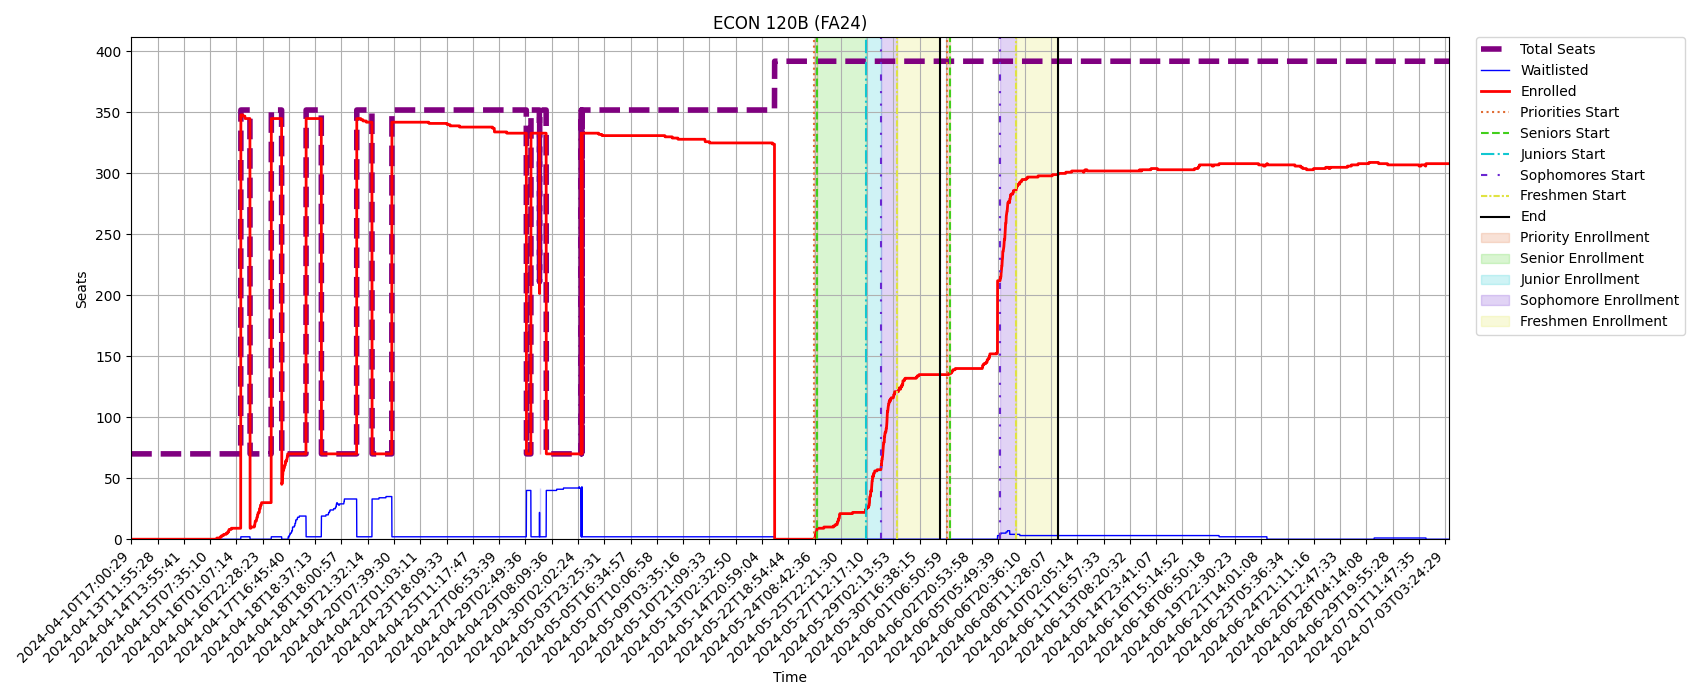 ECON 120B (FA24)
Seats
400
350
300
250
200
150
100
50
0
2024-04-10T17:00:29
2024-04-13T11:55:28
2024-04-14T13:55:41
2024-04-15T07:35:10
2024-04-16T01:07:14
2024-04-16T22:28:23
2024-04-17T16:45:40
2024-04-18T18:37:13
2024-04-18T18:00:57
2024-04-19T21:32:14
2024-04-20T07:39:30
2024-04-22T01:03:11
2024-04-23T18:09:33
2024-04-25T11:17:47
2024-04-27T06:53:39
2024-04-29T02:49:36
2024-04-29T08:09:36
2024-04-30T02:02:24
2024-05-03T23:25:31
2024-05-05T16:34:57
2024-05-07T10:06:58
2024-05-09T03:35:16
2024-05-10T21:09:33
2024-05-13T02:32:50
2024-05-14T20:59:04
2024-05-22T18:54:44
2024-05-24T08:42:36
2024-05-25T22:21:30
2024-05-27T12:17:10
2024-05-29T02:13:53
2024-05-30T16:38:15
2024-06-01T06:50:59
2024-06-02T20:53:58
2024-06-05T05:49:39
2024-06-06T20:36:10
2024-06-08T11:28:07
2024-06-10T02:05:14
2024-06-11T16:57:33
2024-06-13T08:20:32
2024-06-14T23:41:07
2024-06-16T15:14:52
2024-06-18T06:50:18
2024-06-19T22:30:23
2024-06-21T14:01:08
2024-06-23T05:36:34
2024-06-24T21:11:16
2024-06-26T12:47:33
2024-06-28T04:14:08
2024-06-29T19:55:28
2024-07-01T11:47:35
2024-07-03T03:24:29
Time
Total Seats
Waitlisted
Enrolled
Priorities Start
Seniors Start
Juniors Start
Sophomores Start
Freshmen Start
End
Priority Enrollment
Senior Enrollment
Junior Enrollment
Sophomore Enrollment
Freshmen Enrollment